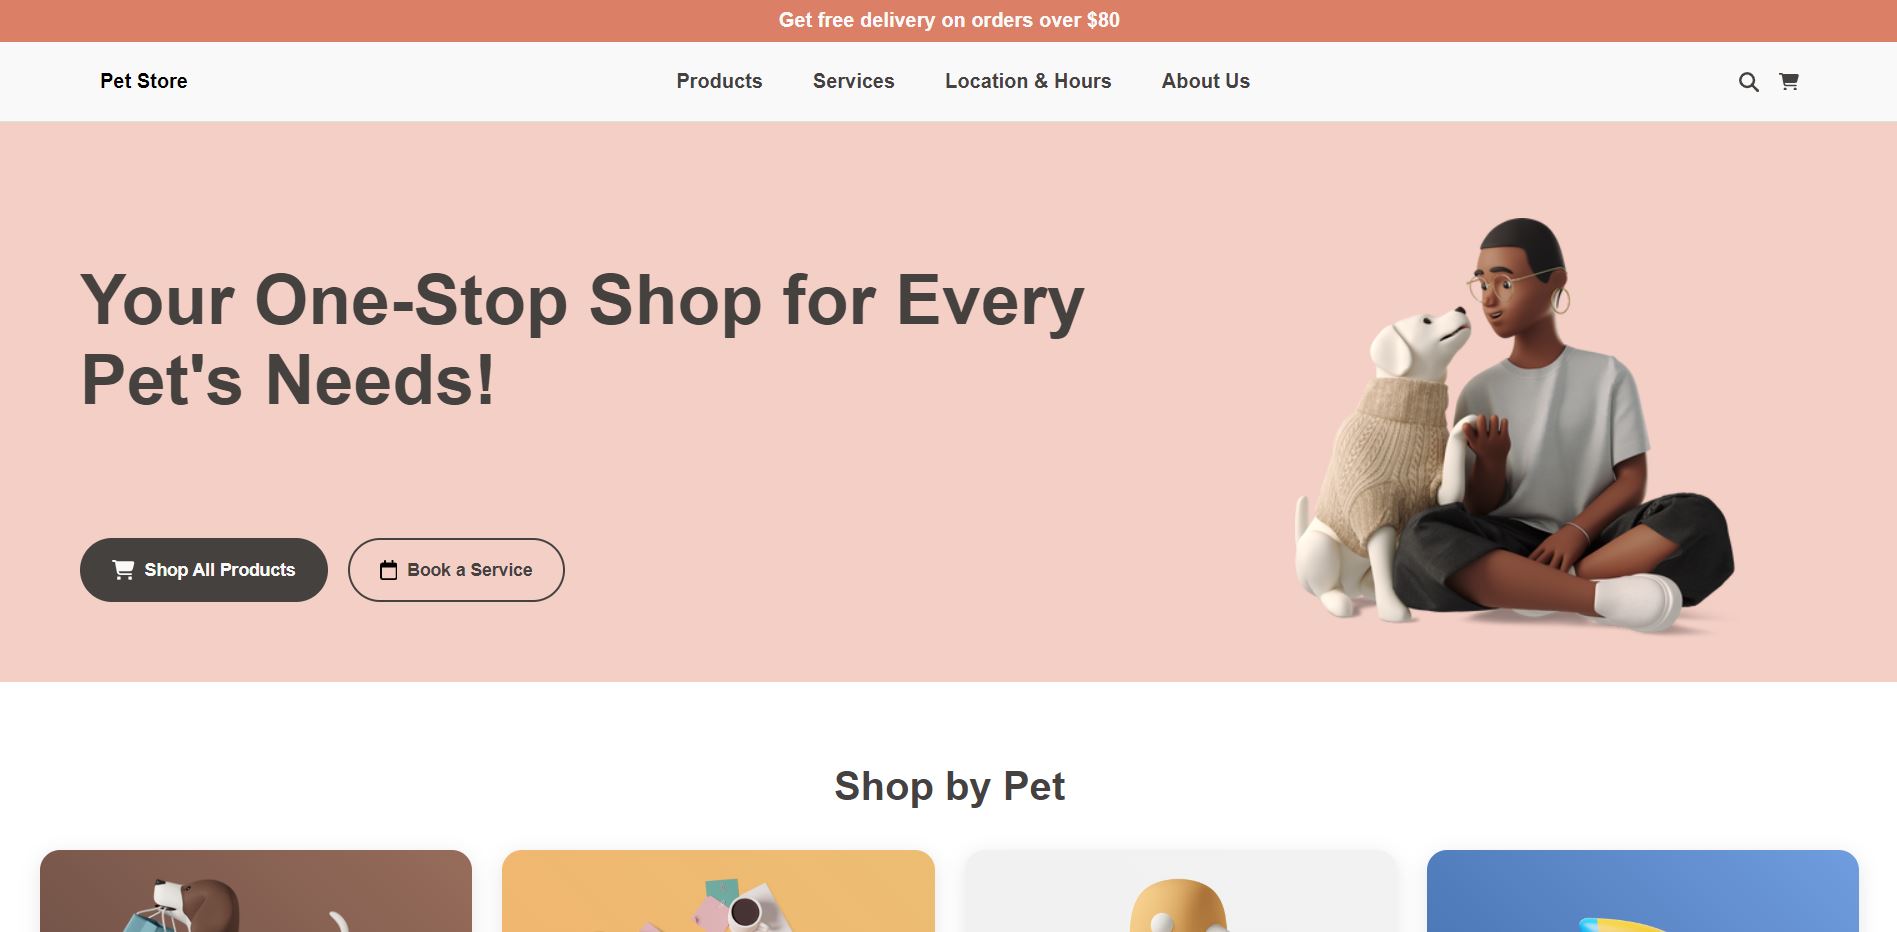 Get free delivery on orders over $80
Pet Store
Products
Services
Location & Hours
About Us
Your One-Stop Shop for Every
Pet's Needs!
Shop All Products
Book a Service
Shop by Pet